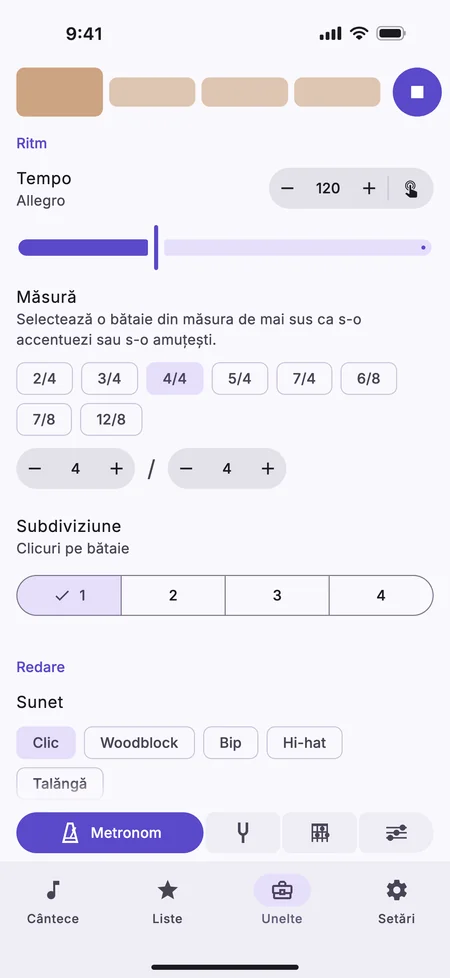 9:41
Ritm
Tempo
Allegro
120
Măsură
Selectează o bătaie din măsura de mai sus ca s-o
accentuezi sau s-o amuțești.
2/4 3/4 4/4 5/4 7/4 6/8
7/8 12/8
4 / 4
Subdiviziune
Clicuri pe bătaie
1 2 3 4
Redare
Sunet
Clic Woodblock Bip Hi-hat
Talăngă
Metronom
Cântece Liste Unelte Setări